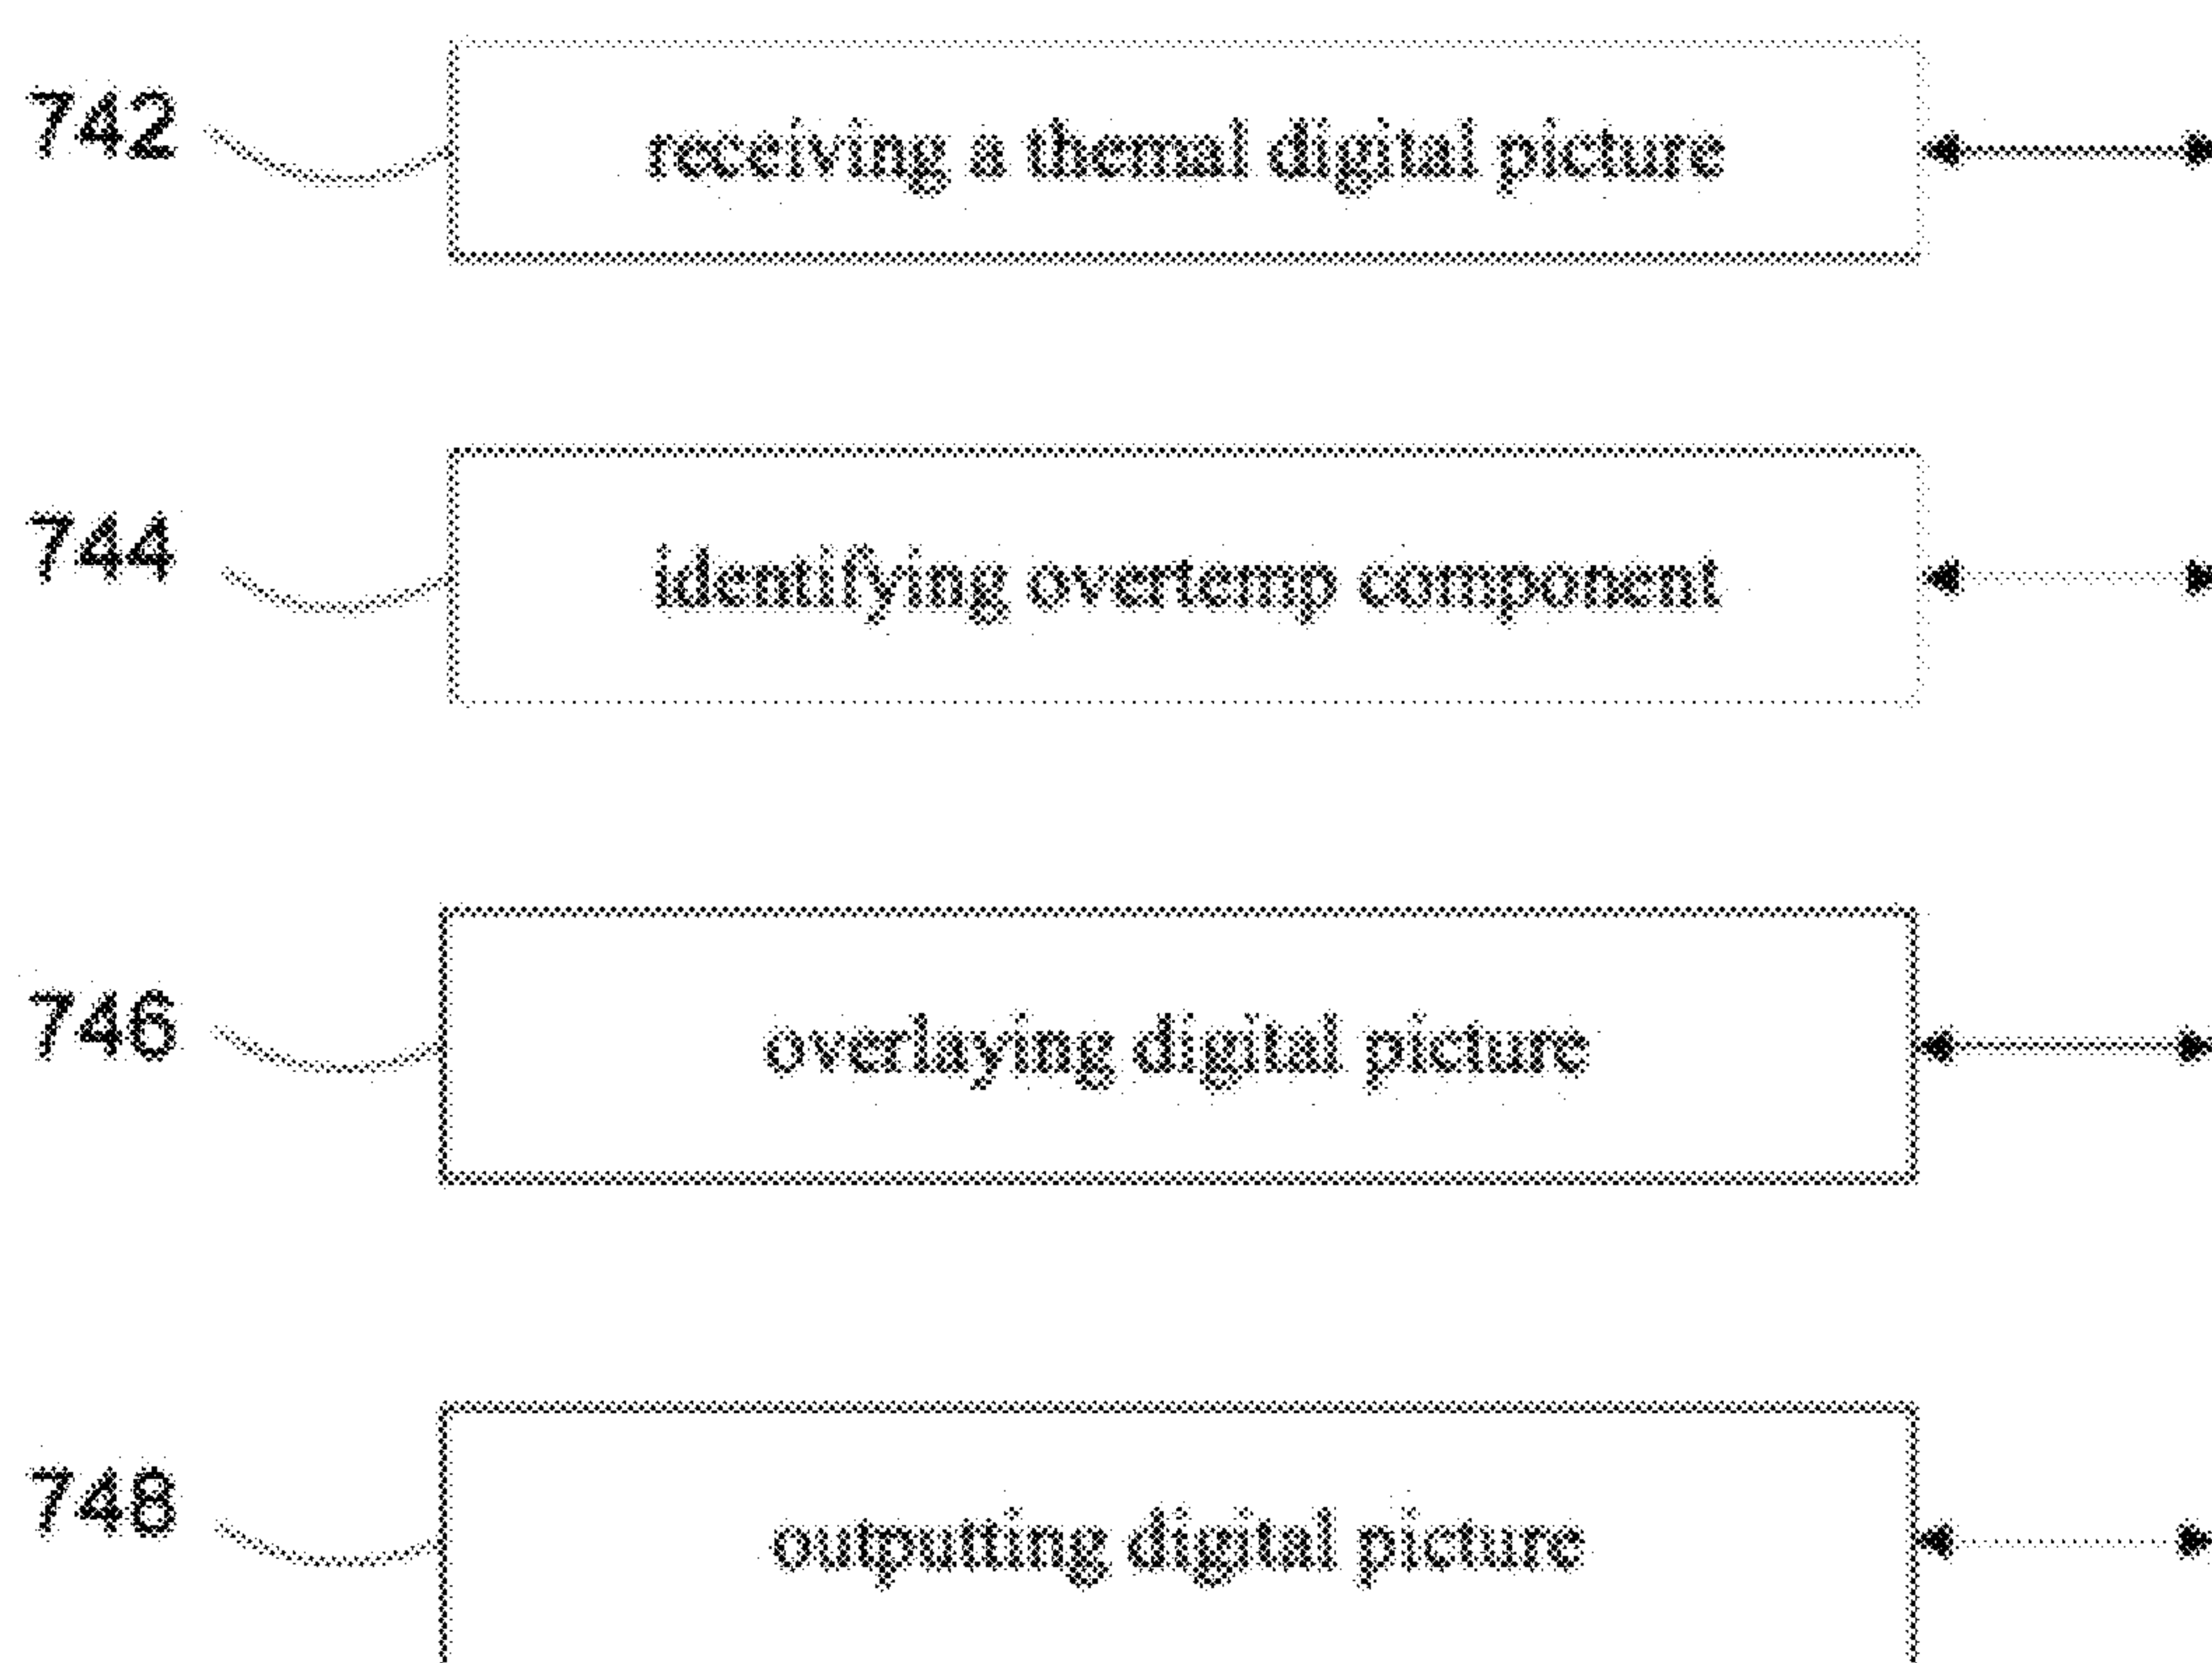 742 receiving a themal digital picture
744 identifying overtemp component
746 overlaying digital picture
748 outputting digital picture